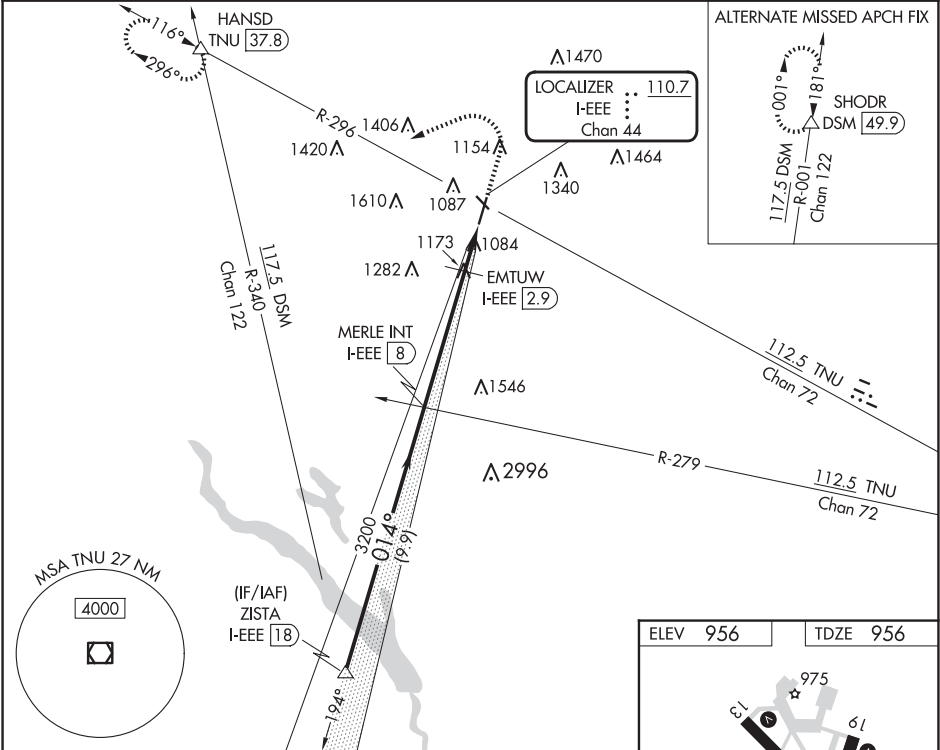 HANSD
TNU 37.8
116°
296°
R-296
1406
1420
1154
1470
LOCALIZER 110.7
I-EEE
Chan 44
1464
1340
1610
1087
1173
1084
1282
EMTUW
I-EEE 2.9
MERLE INT
I-EEE 8
1546
117.5 DSM
R-340
Chan 122
112.5 TNU
Chan 72
R-279
112.5 TNU
Chan 72
2996
3200
014°
(9.9)
(IF/IAF)
ZISTA
I-EEE 18
194°
MSA TNU 27 NM
4000
ALTERNATE MISSED APCH FIX
001°
181°
SHODR
DSM 49.9
117.5 DSM
R-001
Chan 122
ELEV 956
TDZE 956
975
13
19
V